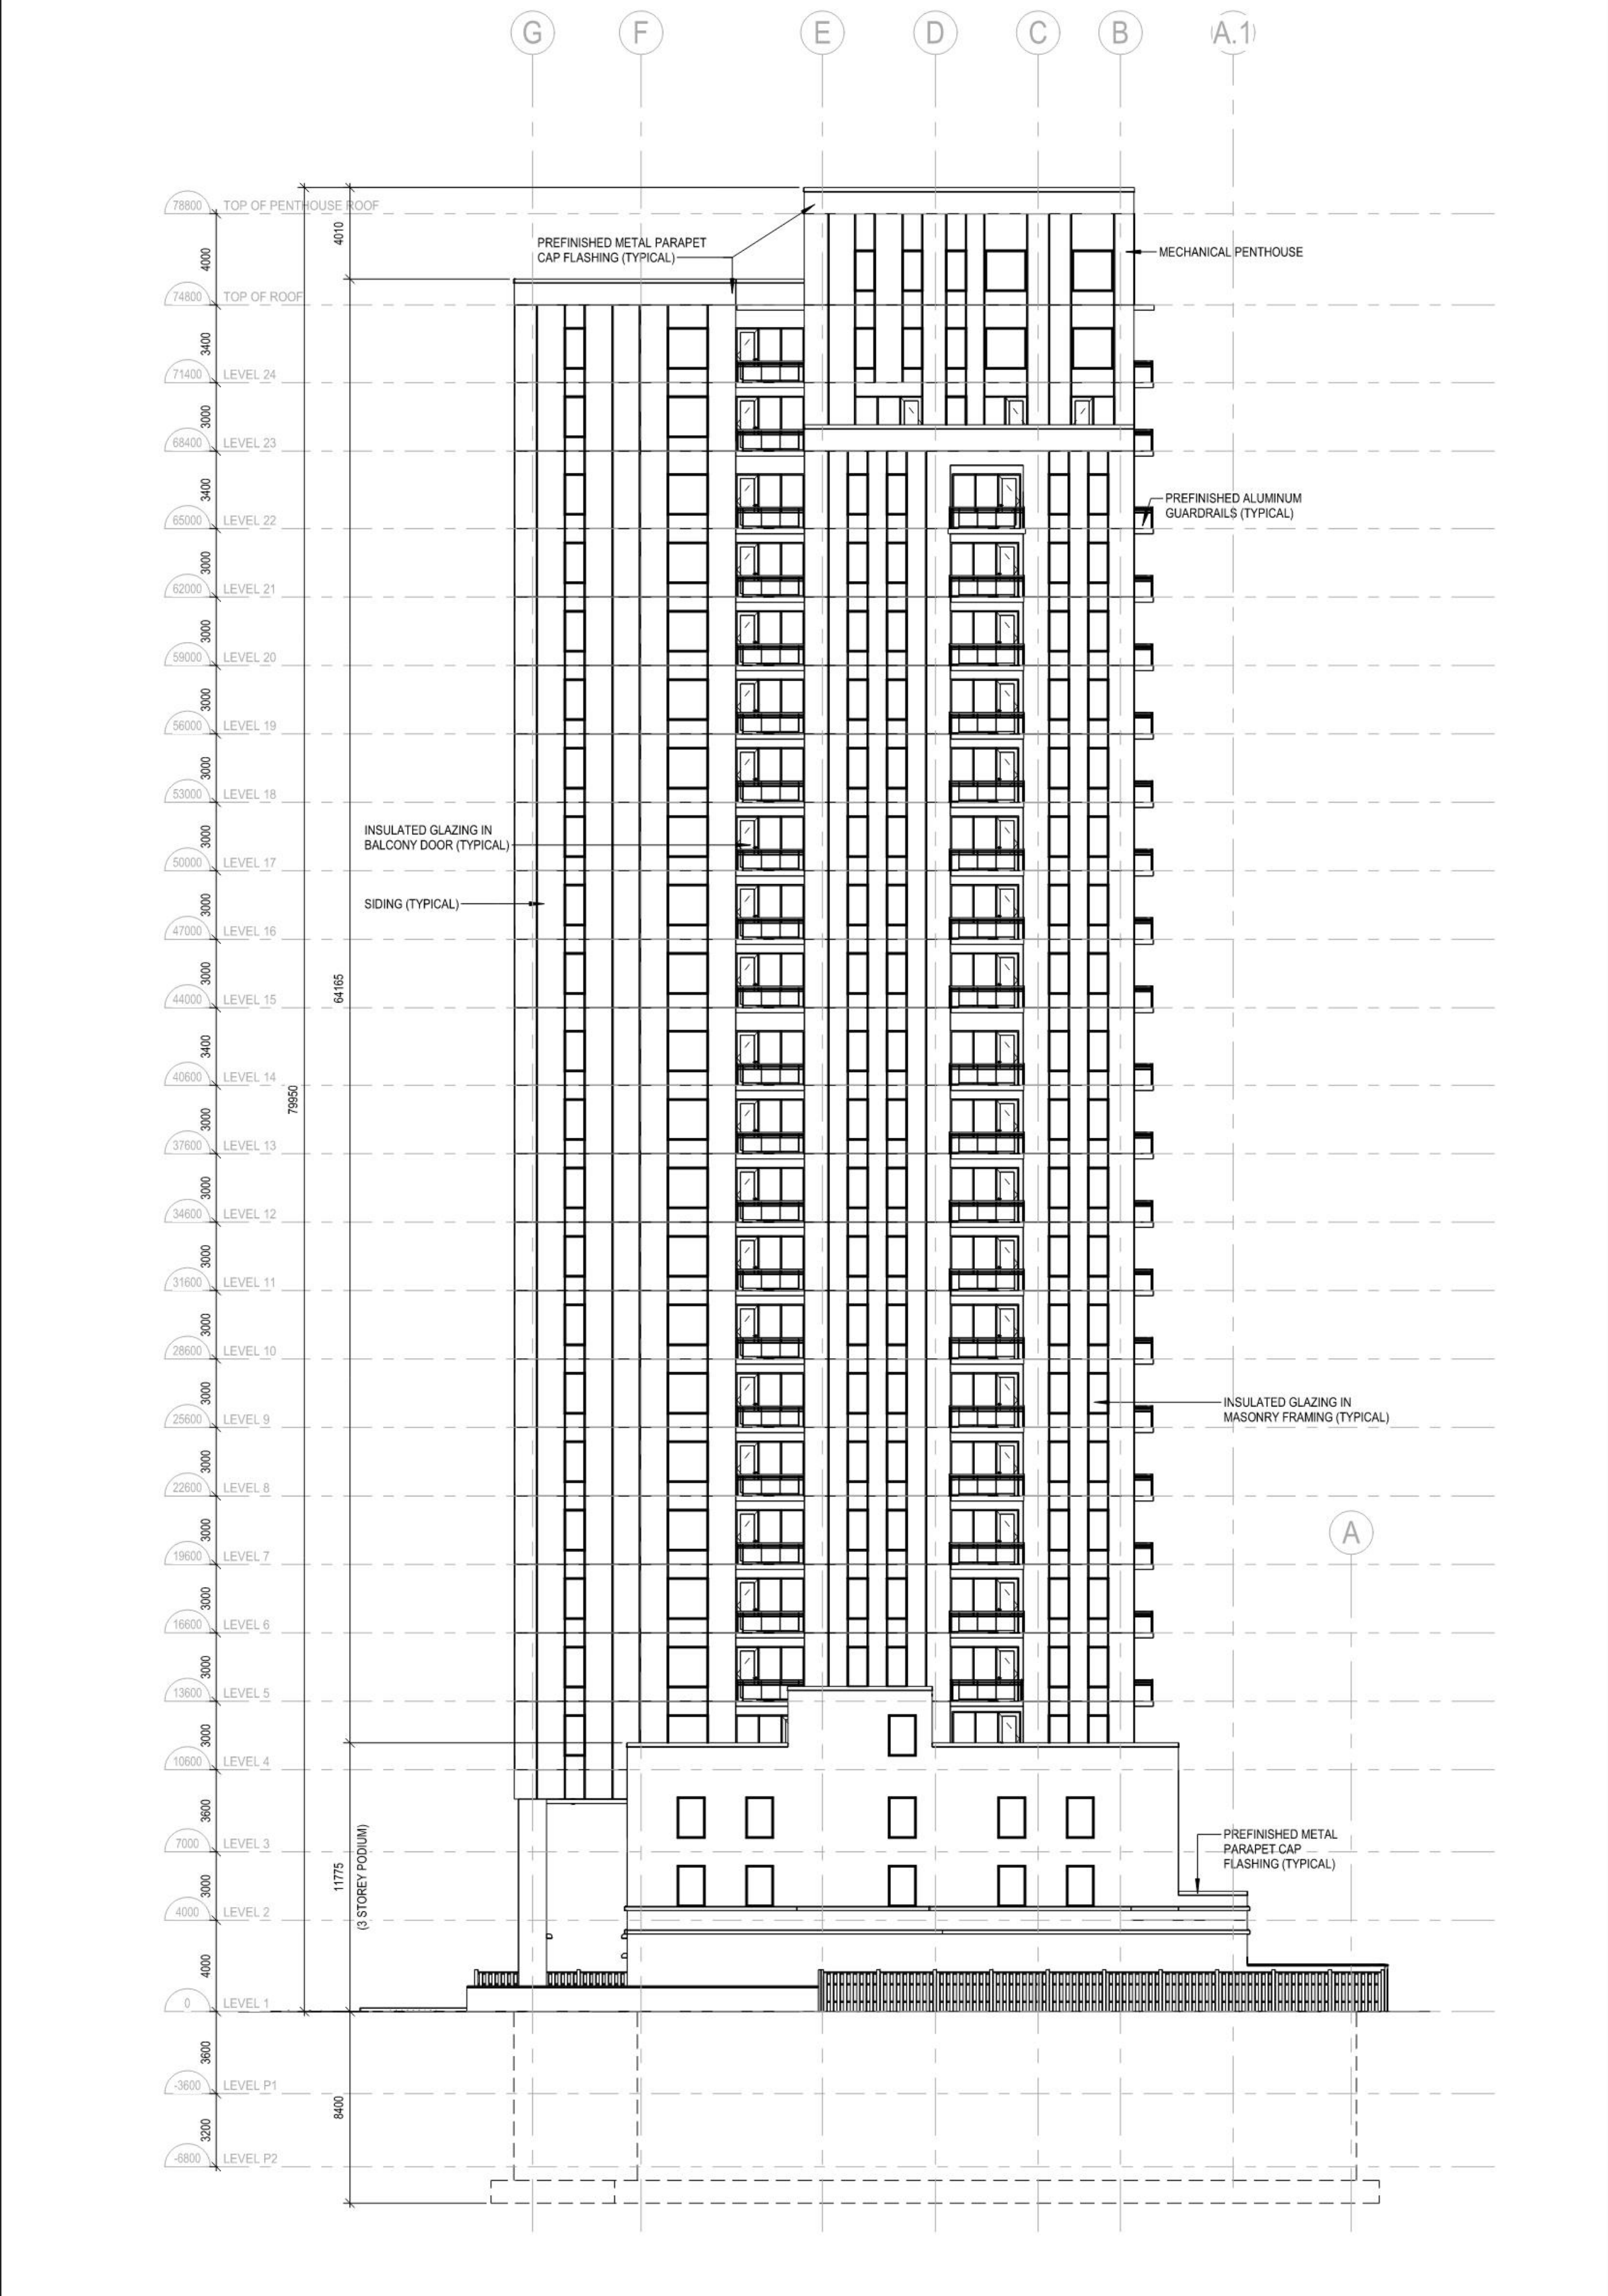 G F E D C B A.1
78800 TOP OF PENTHOUSE ROOF
4010
4000
PREFINISHED METAL PARAPET
CAP FLASHING (TYPICAL)
MECHANICAL PENTHOUSE
74800 TOP OF ROOF
3400
71400 LEVEL 24
3000
68400 LEVEL 23
3400
PREFINISHED ALUMINUM
GUARDRAILS (TYPICAL)
65000 LEVEL 22
3000
62000 LEVEL 21
3000
59000 LEVEL 20
3000
56000 LEVEL 19
3000
53000 LEVEL 18
3000
INSULATED GLAZING IN
BALCONY DOOR (TYPICAL)
50000 LEVEL 17
3000
SIDING (TYPICAL)
47000 LEVEL 16
3000
64165
44000 LEVEL 15
3400
40600 LEVEL 14
79950
3000
37600 LEVEL 13
3000
34600 LEVEL 12
3000
31600 LEVEL 11
3000
28600 LEVEL 10
3000
INSULATED GLAZING IN
MASONRY FRAMING (TYPICAL)
25600 LEVEL 9
3000
22600 LEVEL 8
3000
A
19600 LEVEL 7
3000
16600 LEVEL 6
3000
13600 LEVEL 5
3000
10600 LEVEL 4
3600
PREFINISHED METAL
PARAPET CAP
FLASHING (TYPICAL)
7000 LEVEL 3
11775
(3 STOREY PODIUM)
3000
4000 LEVEL 2
4000
0 LEVEL 1
3600
-3600 LEVEL P1
8400
3200
-6800 LEVEL P2